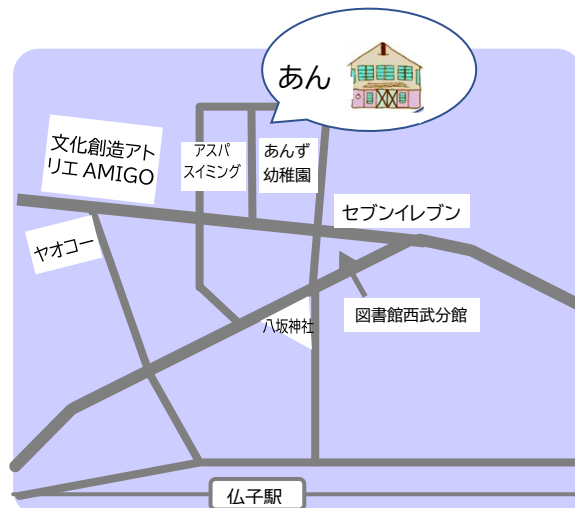 あん
文化創造アト
リエ AMIGO
アスパ
スイミング
あんず
幼稚園
セブンイレブン
ヤオコー
図書館西武分館
八坂神社
仏子駅